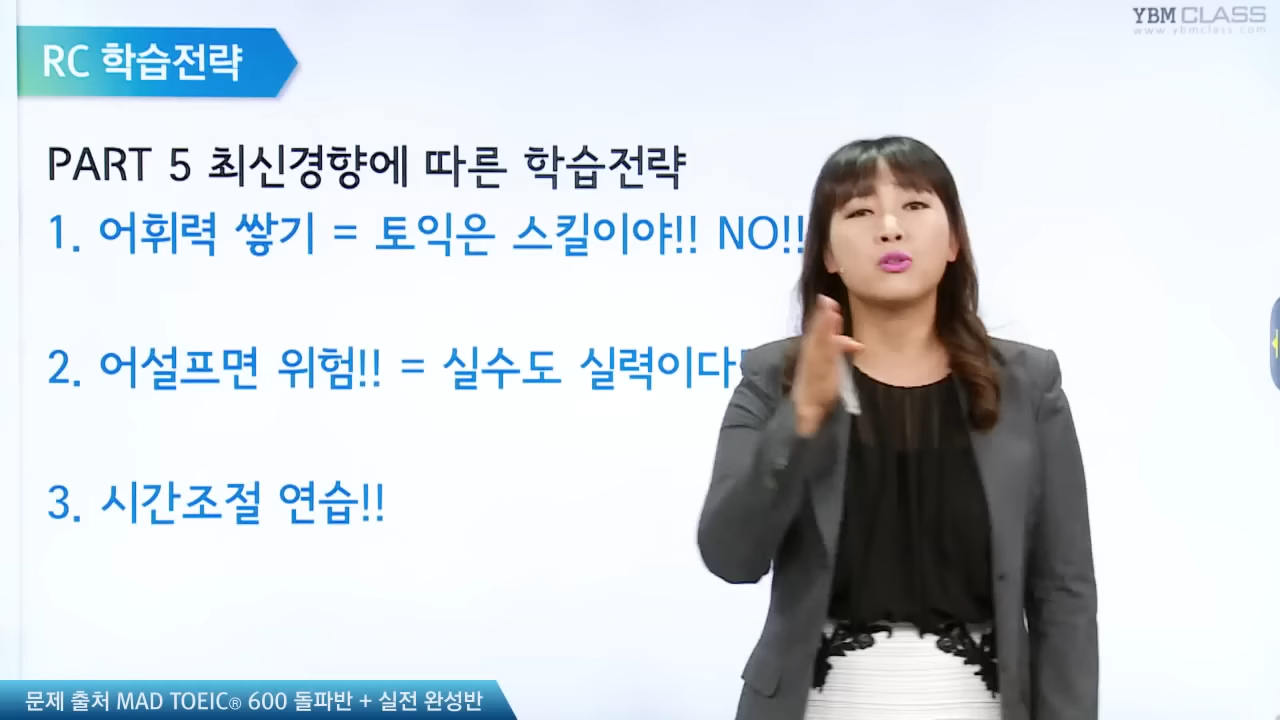 YBM CLASS
www.ybmclass.com
RC 학습전략
PART 5 최신경향에 따른 학습전략
1. 어휘력 쌓기 = 토익은 스킬이야!! NO!!
2. 어설프면 위험!! = 실수도 실력이다
3. 시간조절 연습!!
문제 출처 MAD TOEIC® 600 돌파반 + 실전 완성반